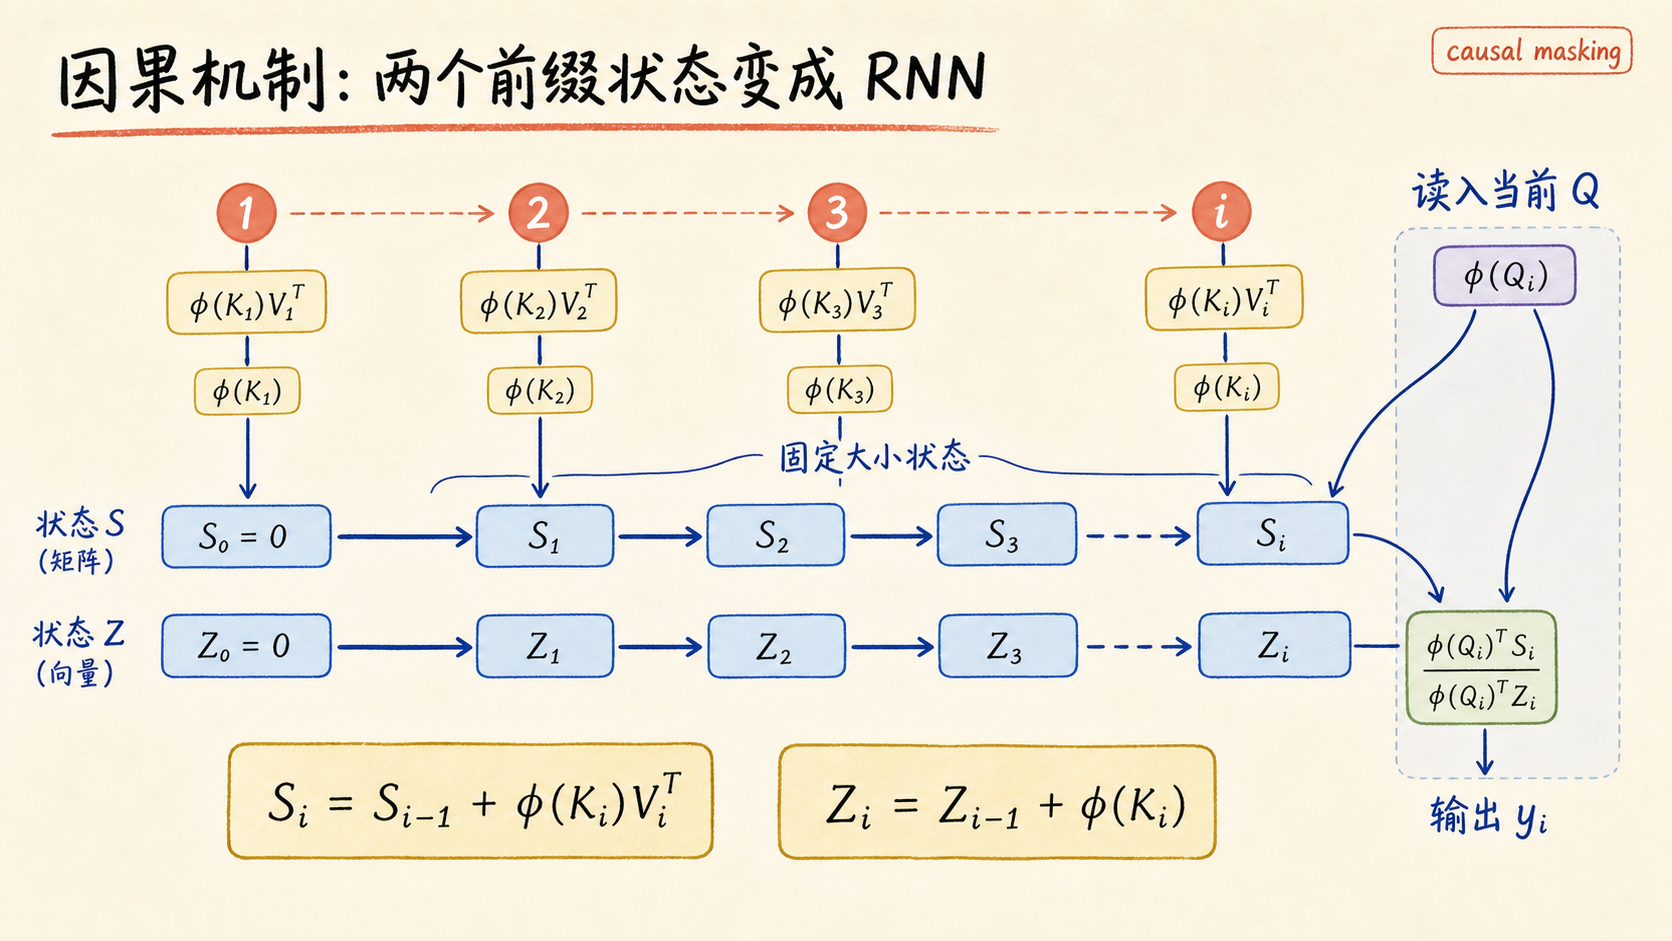 因果机制: 两个前缀状态变成 RNN
causal masking
1
2
3
i
读入当前 Q
ϕ(K₁)V₁ᵀ
ϕ(K₂)V₂ᵀ
ϕ(K₃)V₃ᵀ
ϕ(Kᵢ)Vᵢᵀ
ϕ(Qᵢ)
ϕ(K₁)
ϕ(K₂)
ϕ(K₃)
ϕ(Kᵢ)
固定大小状态
状态 S
(矩阵)
S₀ = 0
S₁
S₂
S₃
Sᵢ
状态 Z
(向量)
Z₀ = 0
Z₁
Z₂
Z₃
Zᵢ
ϕ(Qᵢ)ᵀSᵢ
ϕ(Qᵢ)ᵀZᵢ
Sᵢ = Sᵢ₋₁ + ϕ(Kᵢ)Vᵢᵀ
Zᵢ = Zᵢ₋₁ + ϕ(Kᵢ)
输出 yᵢ